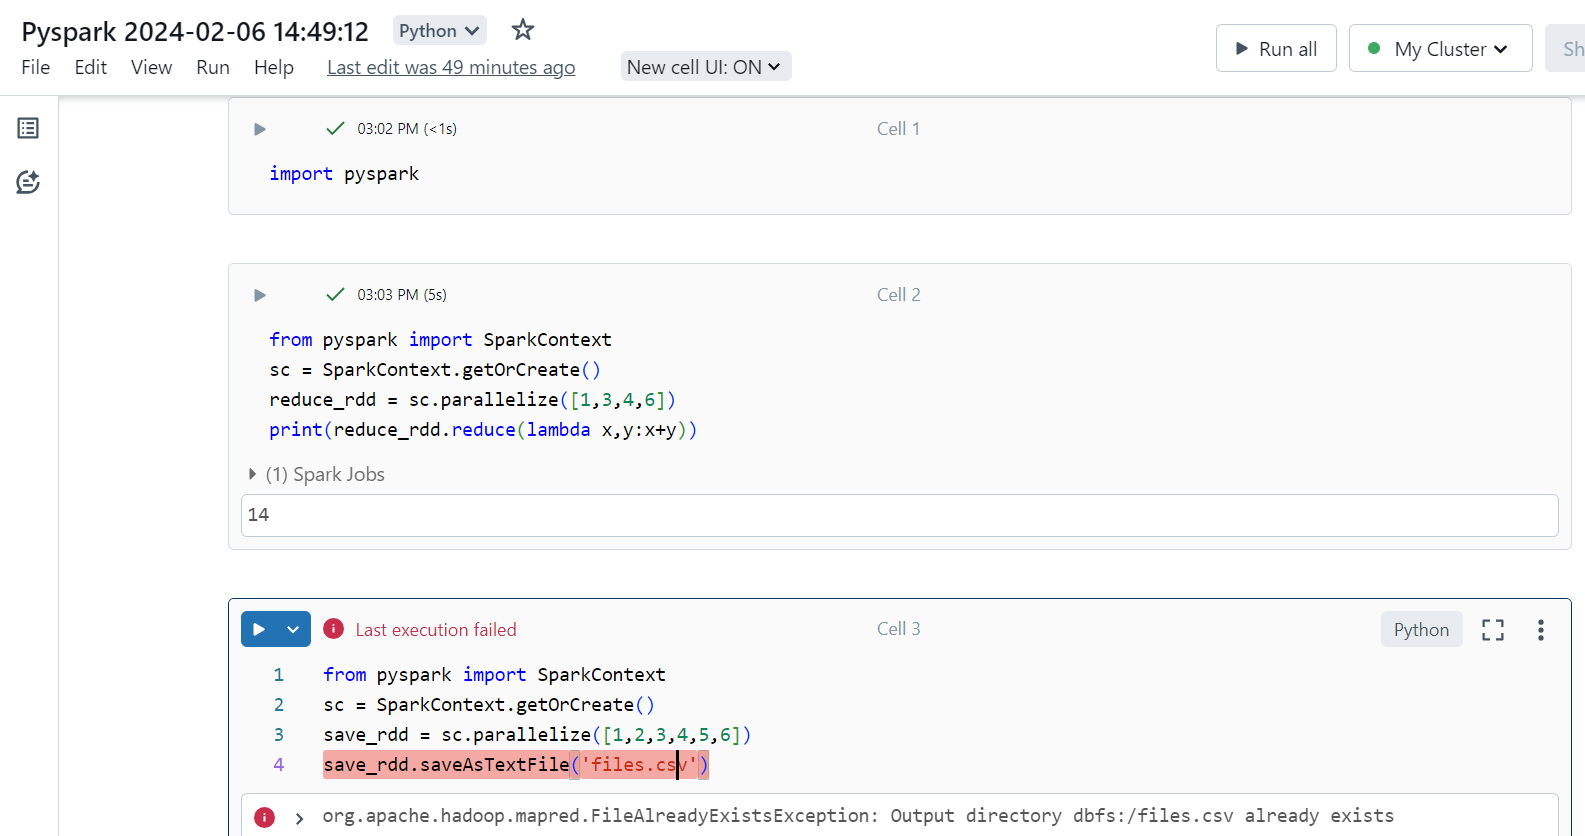 Pyspark 2024-02-06 14:49:12 Python
File Edit View Run Help Last edit was 49 minutes ago New cell UI: ON
Run all My Cluster Sh
03:02 PM (<1s) Cell 1
import pyspark
03:03 PM (5s) Cell 2
from pyspark import SparkContext
sc = SparkContext.getOrCreate()
reduce_rdd = sc.parallelize([1,3,4,6])
print(reduce_rdd.reduce(lambda x,y:x+y))
(1) Spark Jobs
14
Last execution failed Cell 3 Python
1 from pyspark import SparkContext
2 sc = SparkContext.getOrCreate()
3 save_rdd = sc.parallelize([1,2,3,4,5,6])
4 save_rdd.saveAsTextFile('files.csv')
org.apache.hadoop.mapred.FileAlreadyExistsException: Output directory dbfs:/files.csv already exists